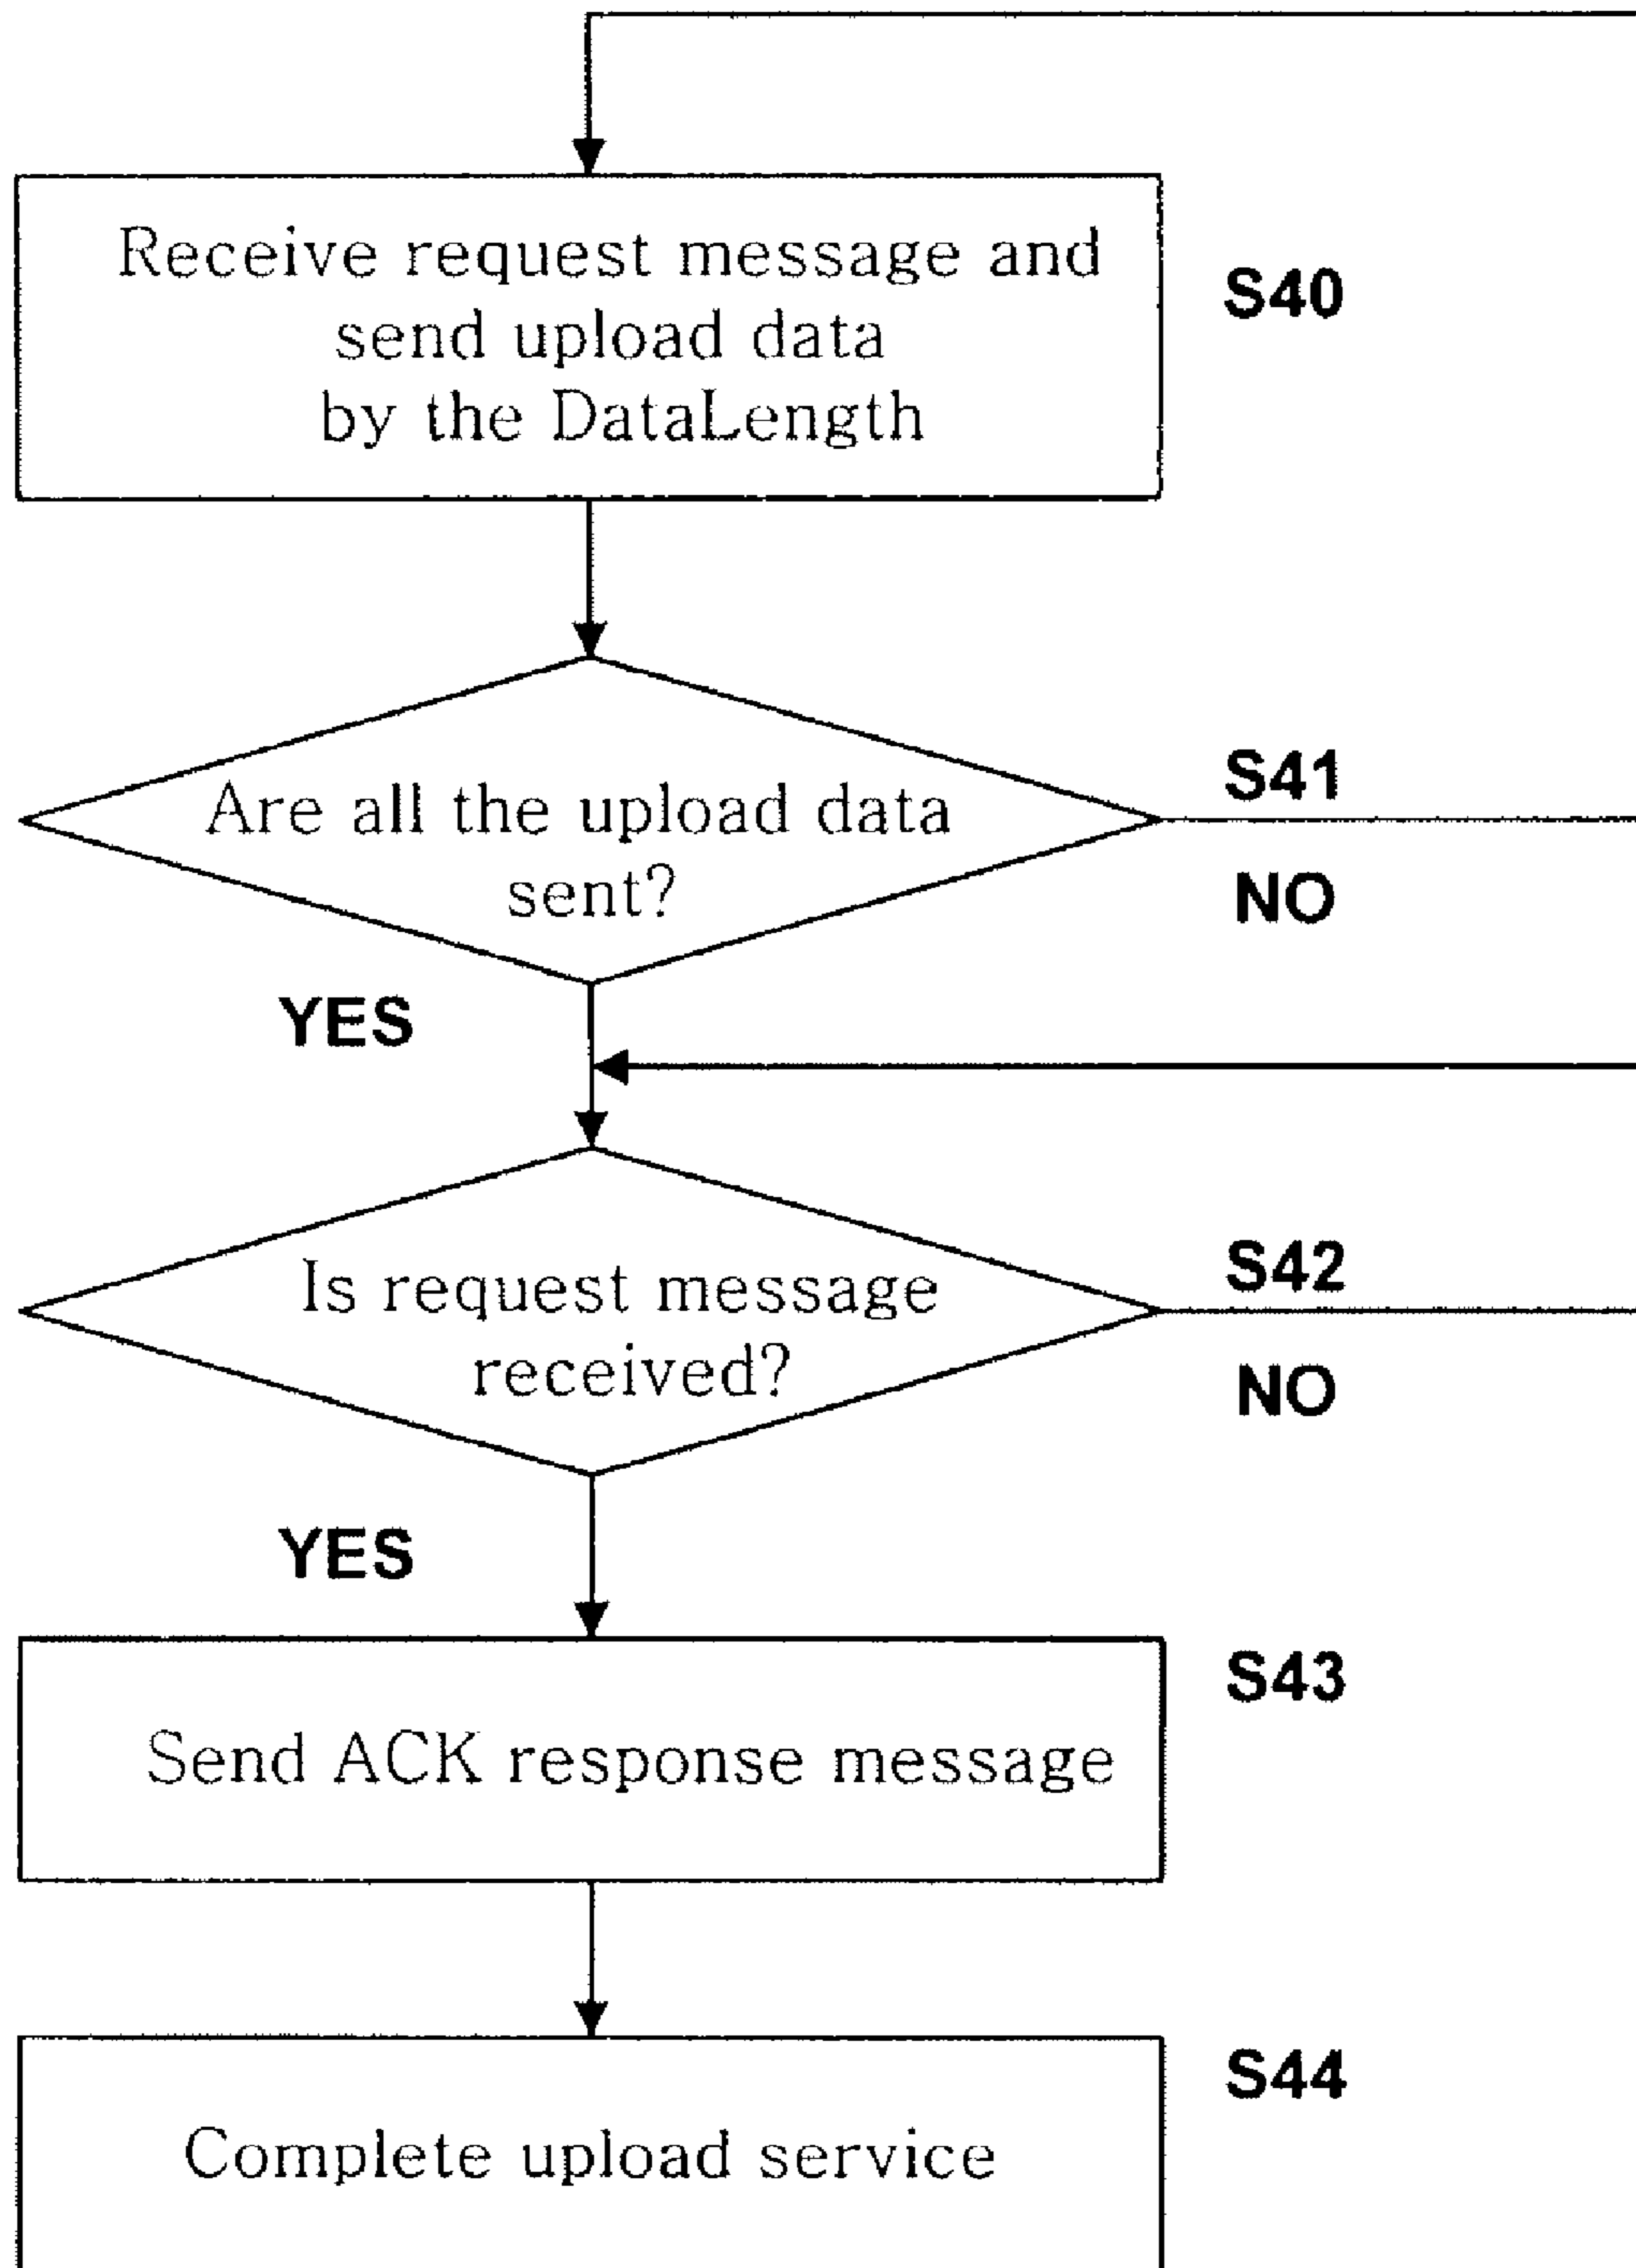 Receive request message and
send upload data
by the DataLength
S40
Are all the upload data
sent?
S41
NO
YES
Is request message
received?
S42
NO
YES
Send ACK response message
S43
Complete upload service
S44